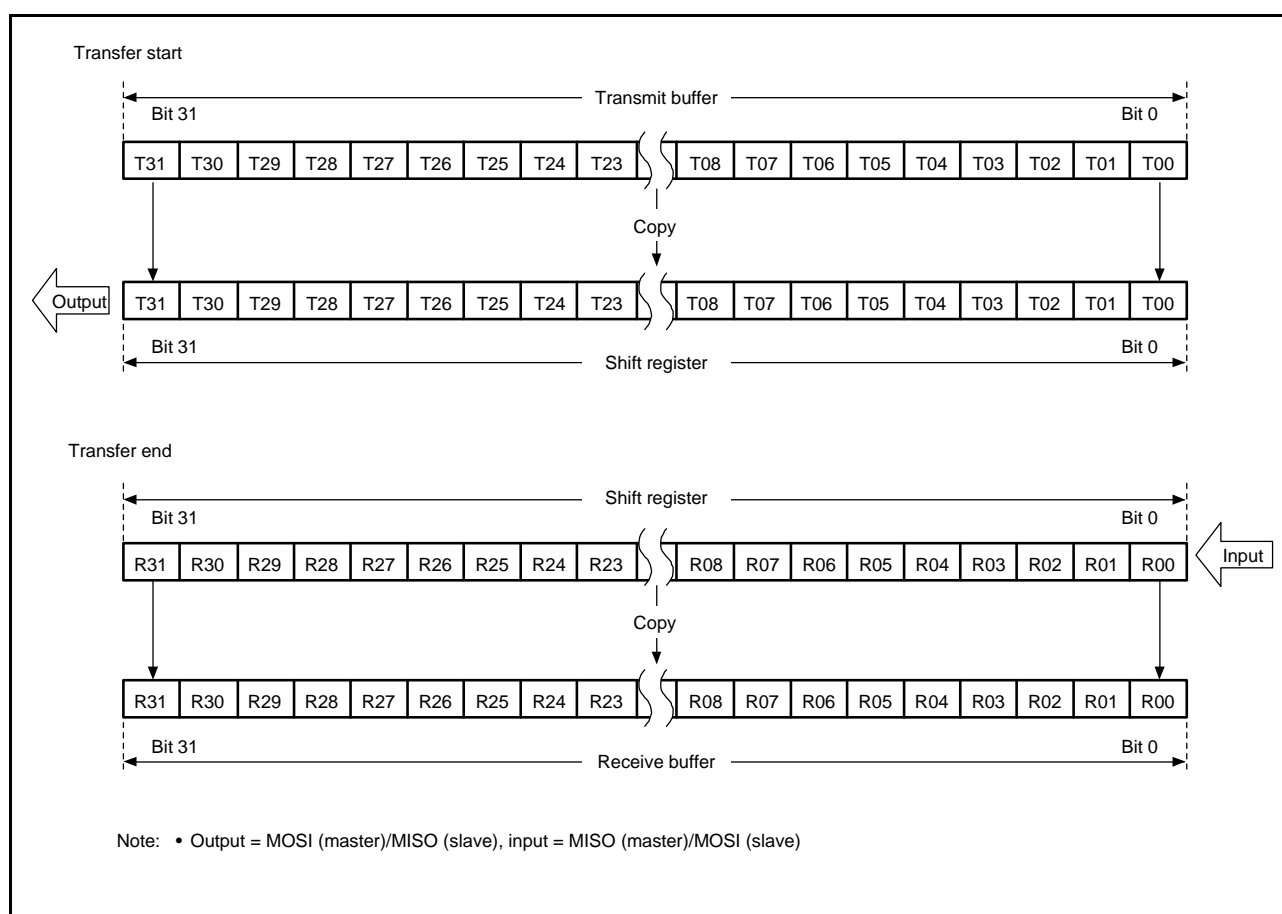 Transfer start
Transmit buffer
Bit 31 Bit 0
T31 T30 T29 T28 T27 T26 T25 T24 T23 T08 T07 T06 T05 T04 T03 T02 T01 T00
Copy
Output T31 T30 T29 T28 T27 T26 T25 T24 T23 T08 T07 T06 T05 T04 T03 T02 T01 T00
Bit 31 Bit 0
Shift register
Transfer end
Shift register
Bit 31 Bit 0
R31 R30 R29 R28 R27 R26 R25 R24 R23 R08 R07 R06 R05 R04 R03 R02 R01 R00 Input
Copy
R31 R30 R29 R28 R27 R26 R25 R24 R23 R08 R07 R06 R05 R04 R03 R02 R01 R00
Bit 31 Bit 0
Receive buffer
Note: • Output = MOSI (master)/MISO (slave), input = MISO (master)/MOSI (slave)